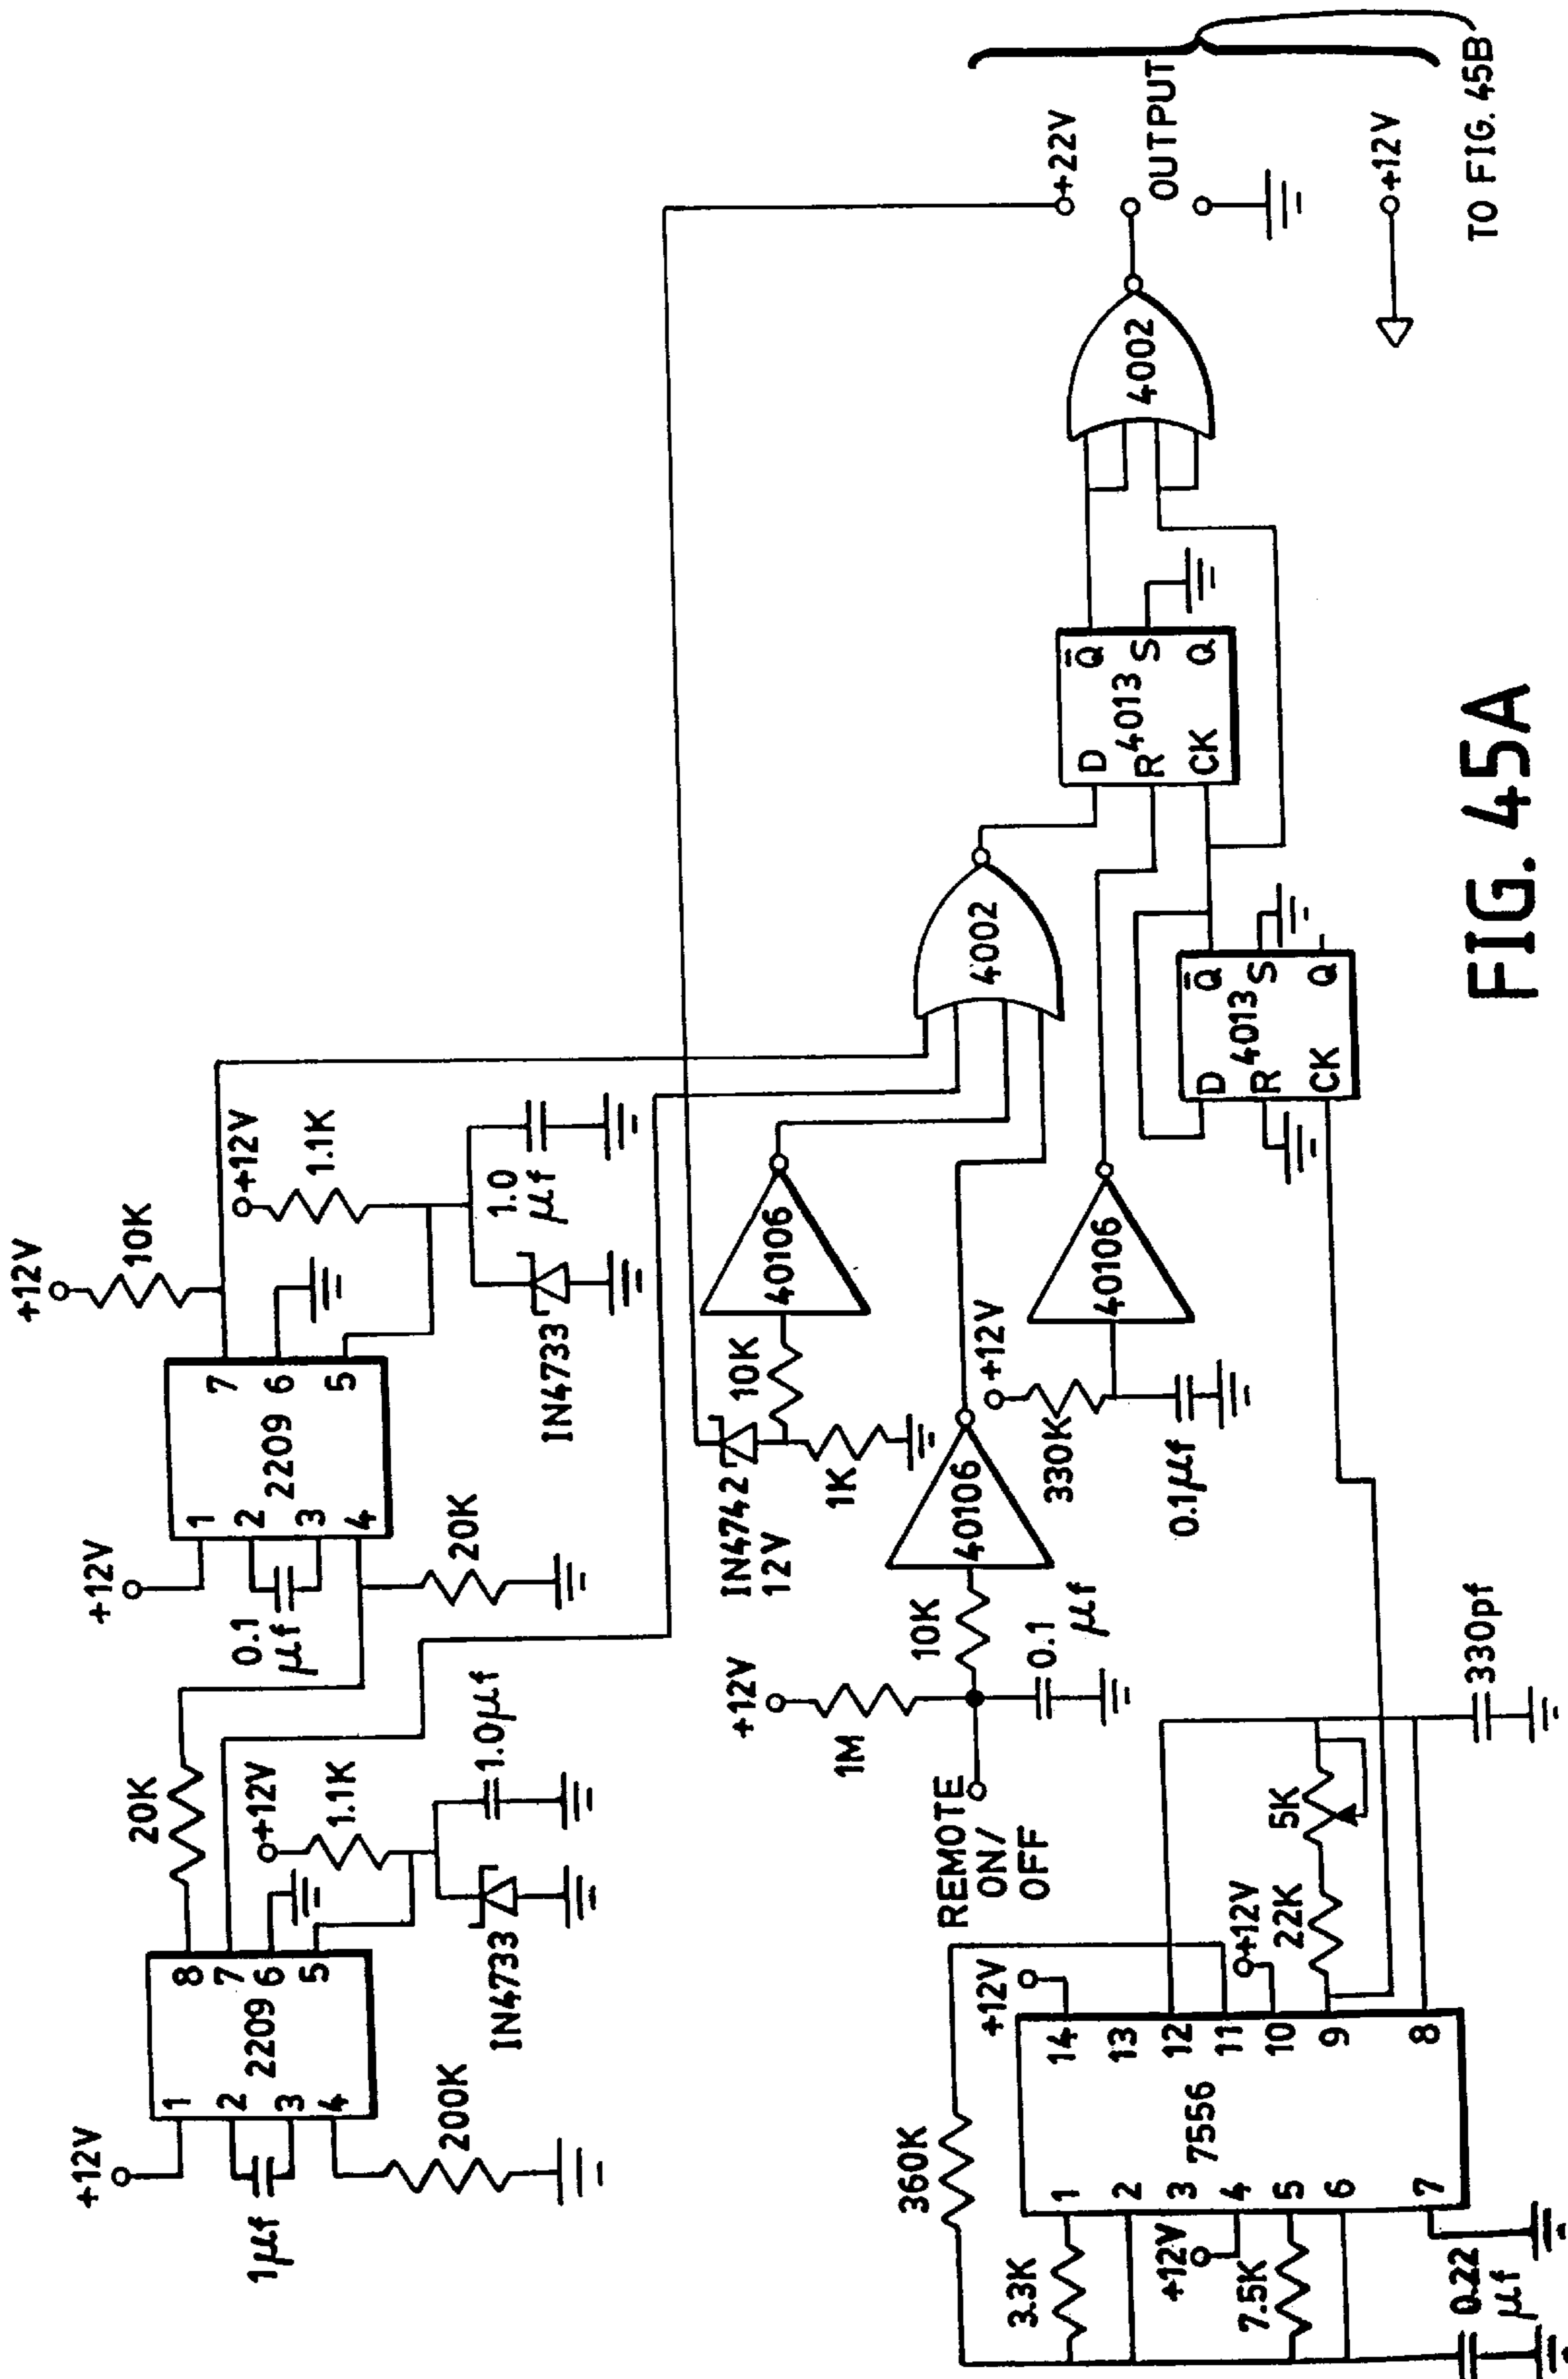 +12V
1
2
3
4
2209
8
7
6
5
1µf
200K
20K
+12V
1.1K
1.0µf
IN4733
+12V
0.1
µf
1
2
3
4
2209
7
6
5
20K
+12V
10K
+12V
1.1K
1.0
µf
IN4733
IN4742
12V
10K
1K
40106
+12V
1M
REMOTE
ON/
OFF
10K
0.1
µf
40106
+12V
330K
0.1µf
40106
4002
360K
3.3K
+12V
7.5K
0.22
µf
1
2
3
4
5
6
7
7556
14
13
12
11
10
9
8
+12V
+12V
22K
5K
330pf
D
R
CK
4013
Q̅
S
Q
D
R
CK
4013
Q̅
S
Q
4002
+22V
OUTPUT
+12V
TO FIG. 45B
FIG. 45A